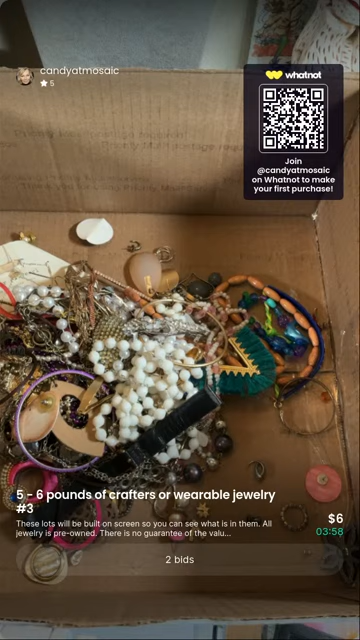 candyatmosaic
★ 5
whatnot
Join
@candyatmosaic
on Whatnot to make
your first purchase!
5 - 6 pounds of crafters or wearable jewelry
#3
These lots will be built on screen so you can see what is in them. All
jewelry is pre-owned. There is no guarantee of the valu...
$6
03:58
2 bids